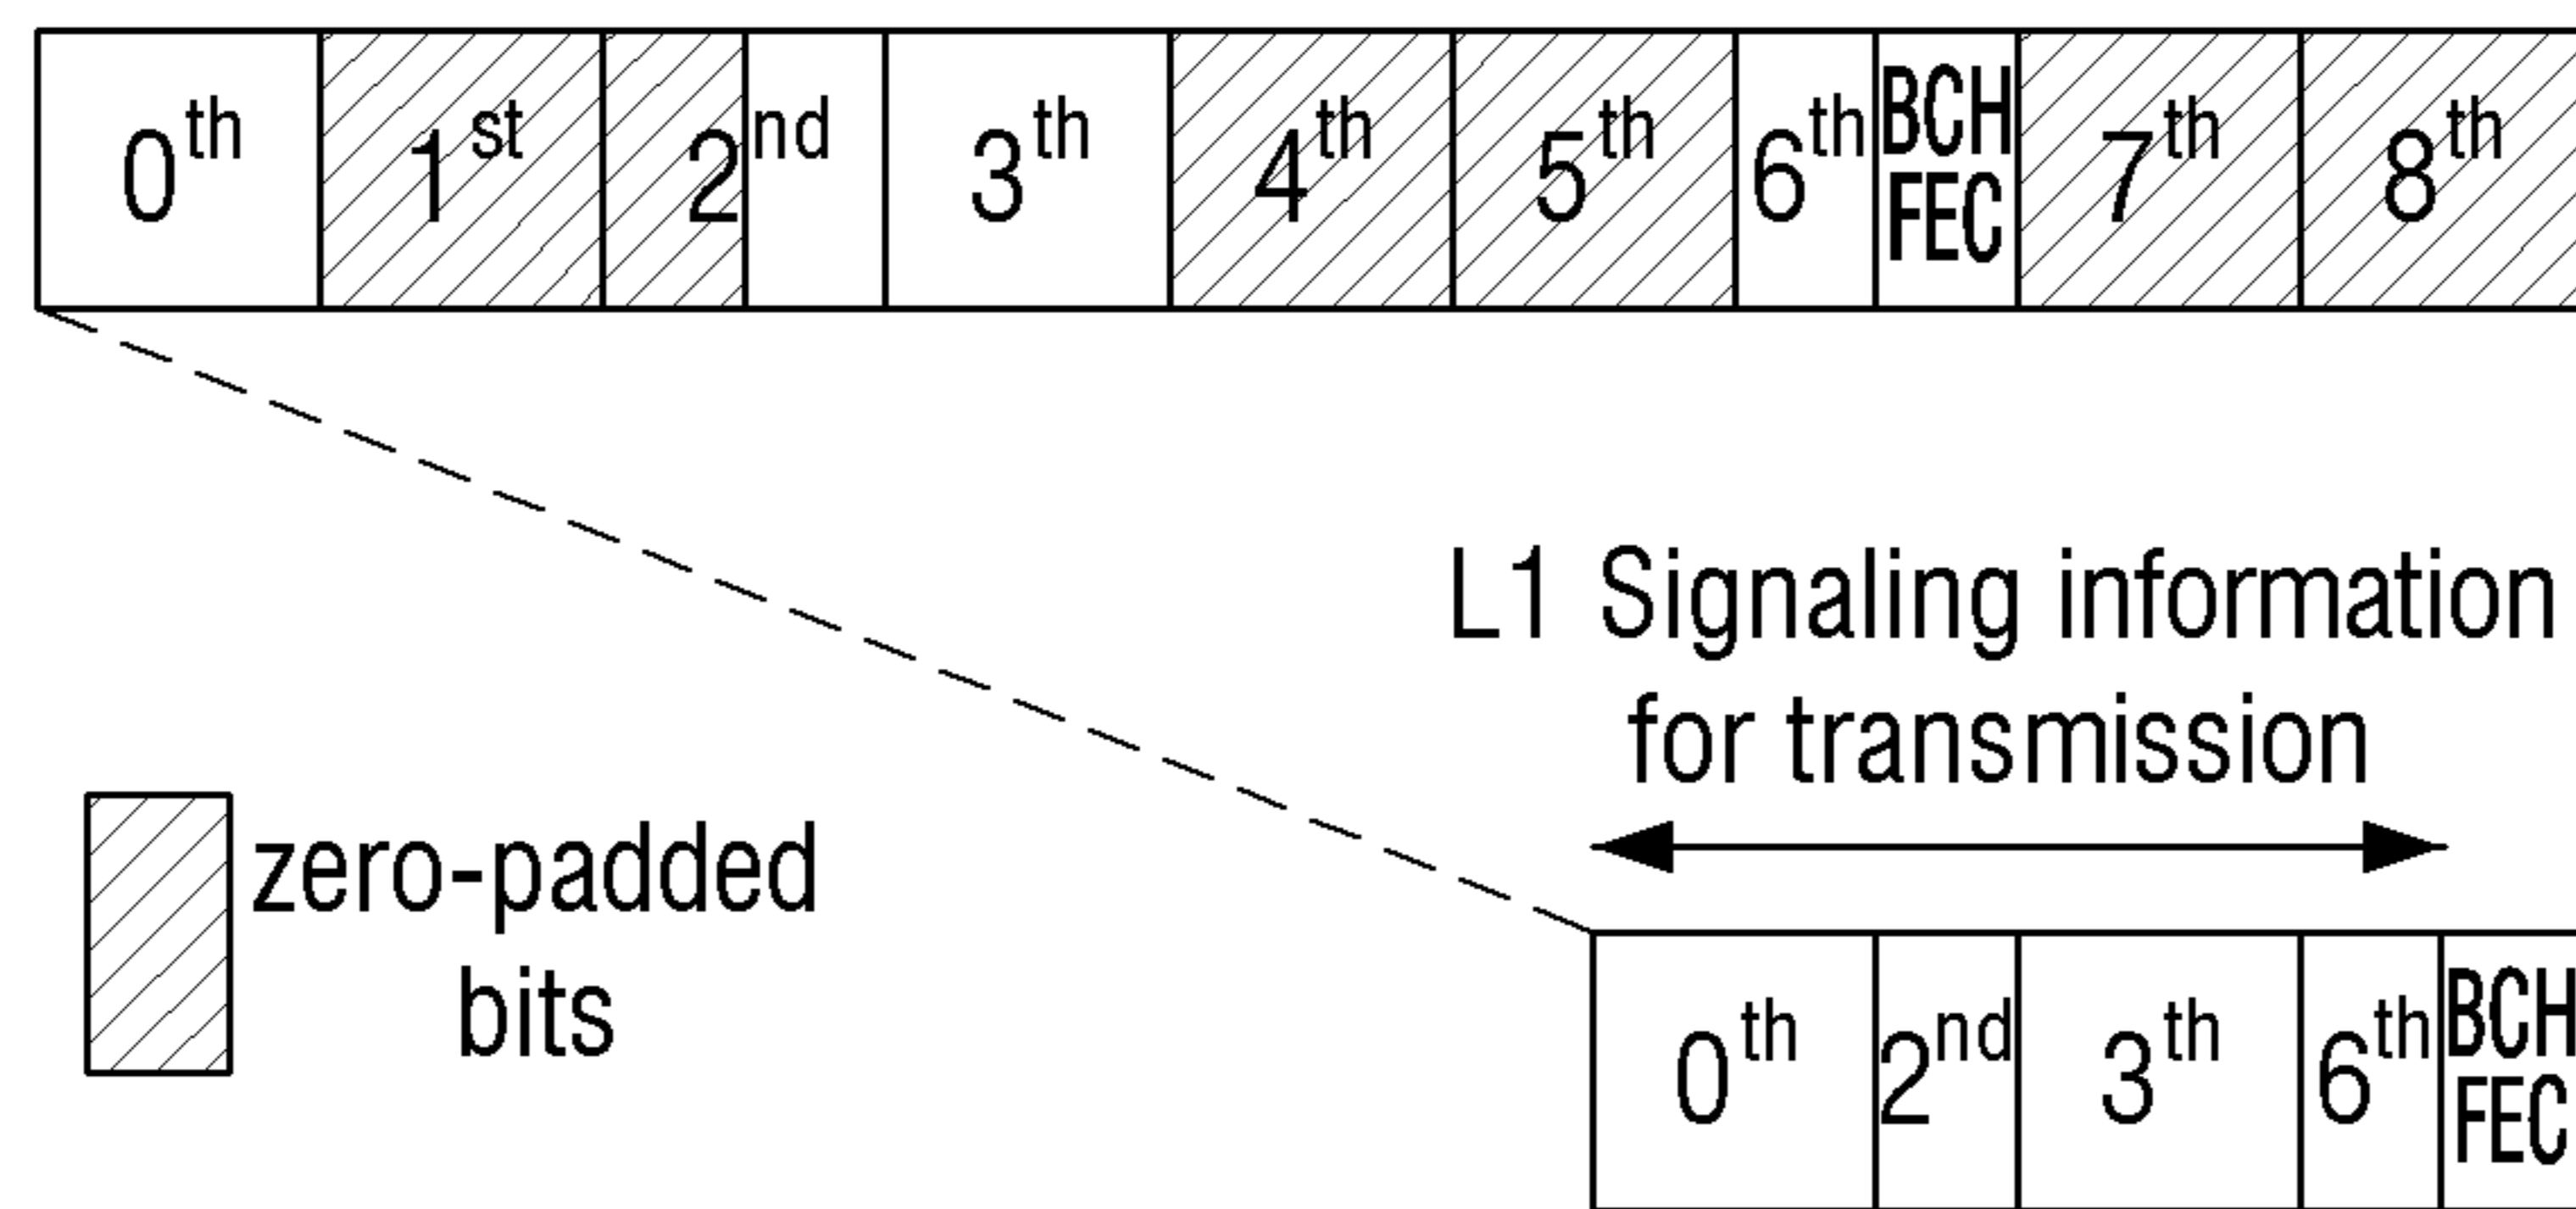 0th 1st 2nd 3th 4th 5th 6th BCH FEC 7th 8th
L1 Signaling information
for transmission
zero-padded
bits
0th 2nd 3th 6th BCH FEC